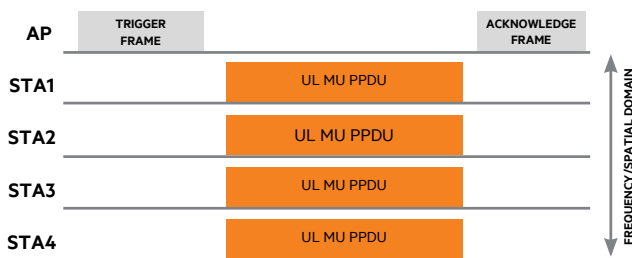 AP
TRIGGER
FRAME
ACKNOWLEDGE
FRAME
STA1
UL MU PPDU
STA2
UL MU PPDU
STA3
UL MU PPDU
STA4
UL MU PPDU
FREQUENCY/SPATIAL DOMAIN